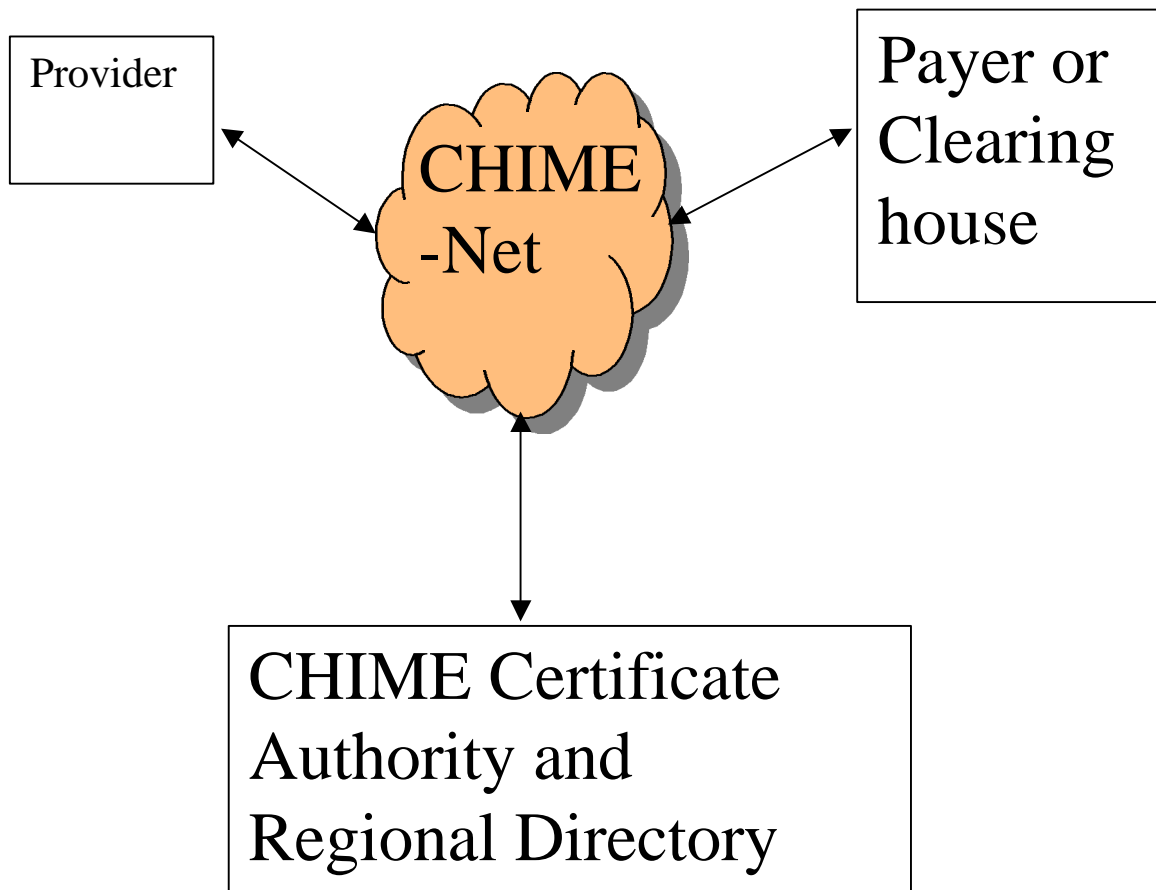 Provider
CHIME
-Net
Payer or
Clearing
house
CHIME Certificate
Authority and
Regional Directory